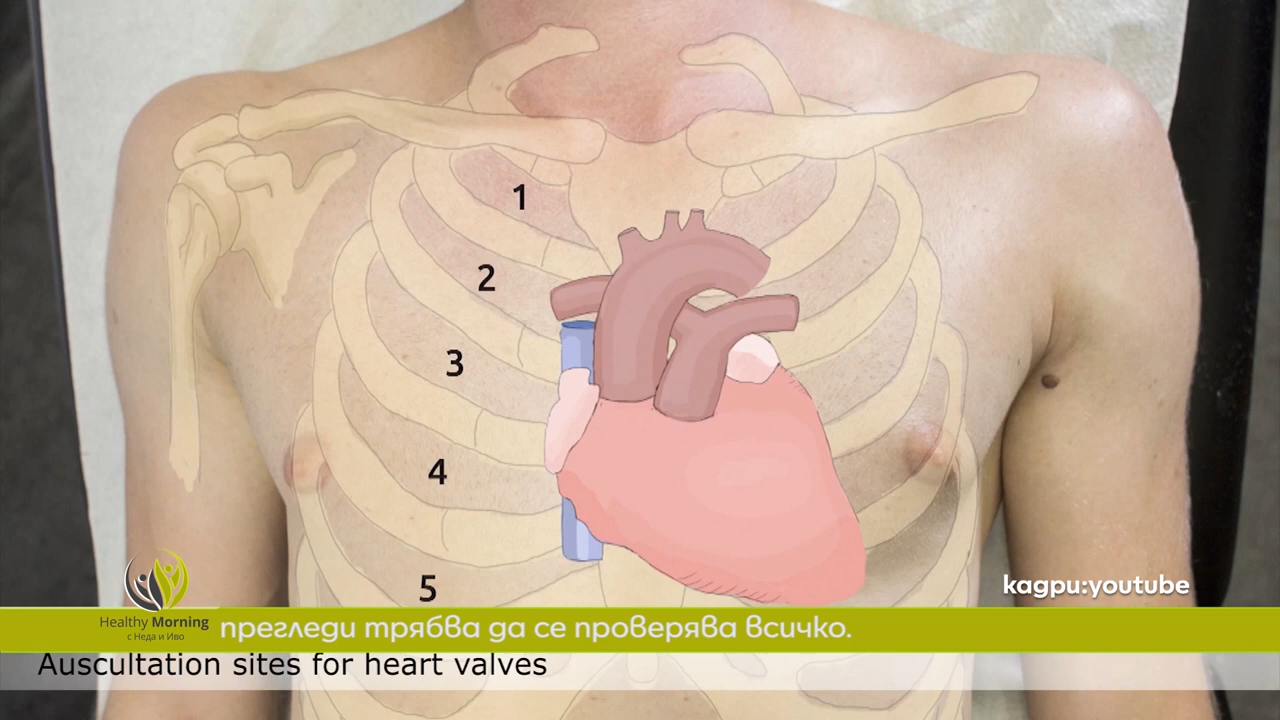 1
2
3
4
5
kagpu:youtube
Healthy Morning
с Неда и Иво
прегледи трябва да се проверява всичко.
Auscultation sites for heart valves